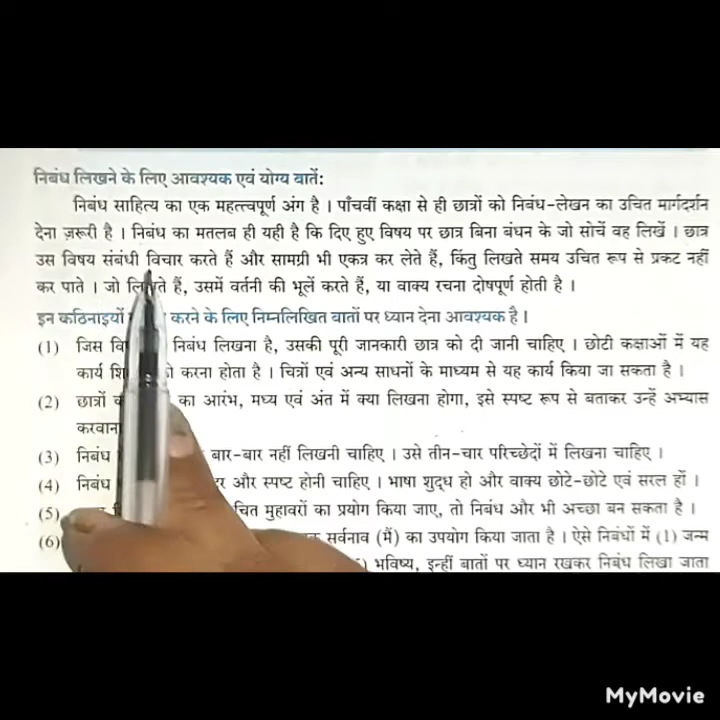 निबंध लिखने के लिए आवश्यक एवं योग्य बातें:
निबंध साहित्य का एक महत्त्वपूर्ण अंग है । पाँचवीं कक्षा से ही छात्रों को निबंध-लेखन का उचित मार्गदर्शन
देना ज़रूरी है । निबंध का मतलब ही यही है कि दिए हुए विषय पर छात्र बिना बंधन के जो सोचें वह लिखें । छात्र
उस विषय संबंधी विचार करते हैं और सामग्री भी एकत्र कर लेते हैं, किंतु लिखते समय उचित रूप से प्रकट नहीं
कर पाते । जो हैं, उसमें वर्तनी की भूलें करते हैं, या वाक्य रचना दोषपूर्ण होती है ।
इन कठिनाइयों करने के लिए निम्नलिखित बातों पर ध्यान देना आवश्यक है ।
(1) जिस निबंध लिखना है, उसकी पूरी जानकारी छात्र को दी जानी चाहिए । छोटी कक्षाओं में यह
कार्य करना होता है । चित्रों एवं अन्य साधनों के माध्यम से यह कार्य किया जा सकता है ।
(2) छात्रों का आरंभ, मध्य एवं अंत में क्या लिखना होगा, इसे स्पष्ट रूप से बताकर उन्हें अभ्यास
करवाना
(3) निबंध बार-बार नहीं लिखनी चाहिए । उसे तीन-चार परिच्छेदों में लिखना चाहिए ।
(4) निबंध और स्पष्ट होनी चाहिए । भाषा शुद्ध हो और वाक्य छोटे-छोटे एवं सरल हों ।
(5) मुहावरों का प्रयोग किया जाए, तो निबंध और भी अच्छा बन सकता है ।
(6) सर्वनाव (मैं) का उपयोग किया जाता है । ऐसे निबंधों में (1) जन्म
भविष्य, इन्हीं बातों पर ध्यान रखकर निबंध लिखा जाता
MyMovie